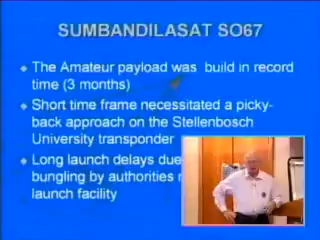 SUMBANDILASAT SO67
The Amateur payload was build in record
time (3 months)
Short time frame necessitated a picky-
back approach on the Stellenbosch
University transponder
Long launch delays due
bungling by authorities
launch facility